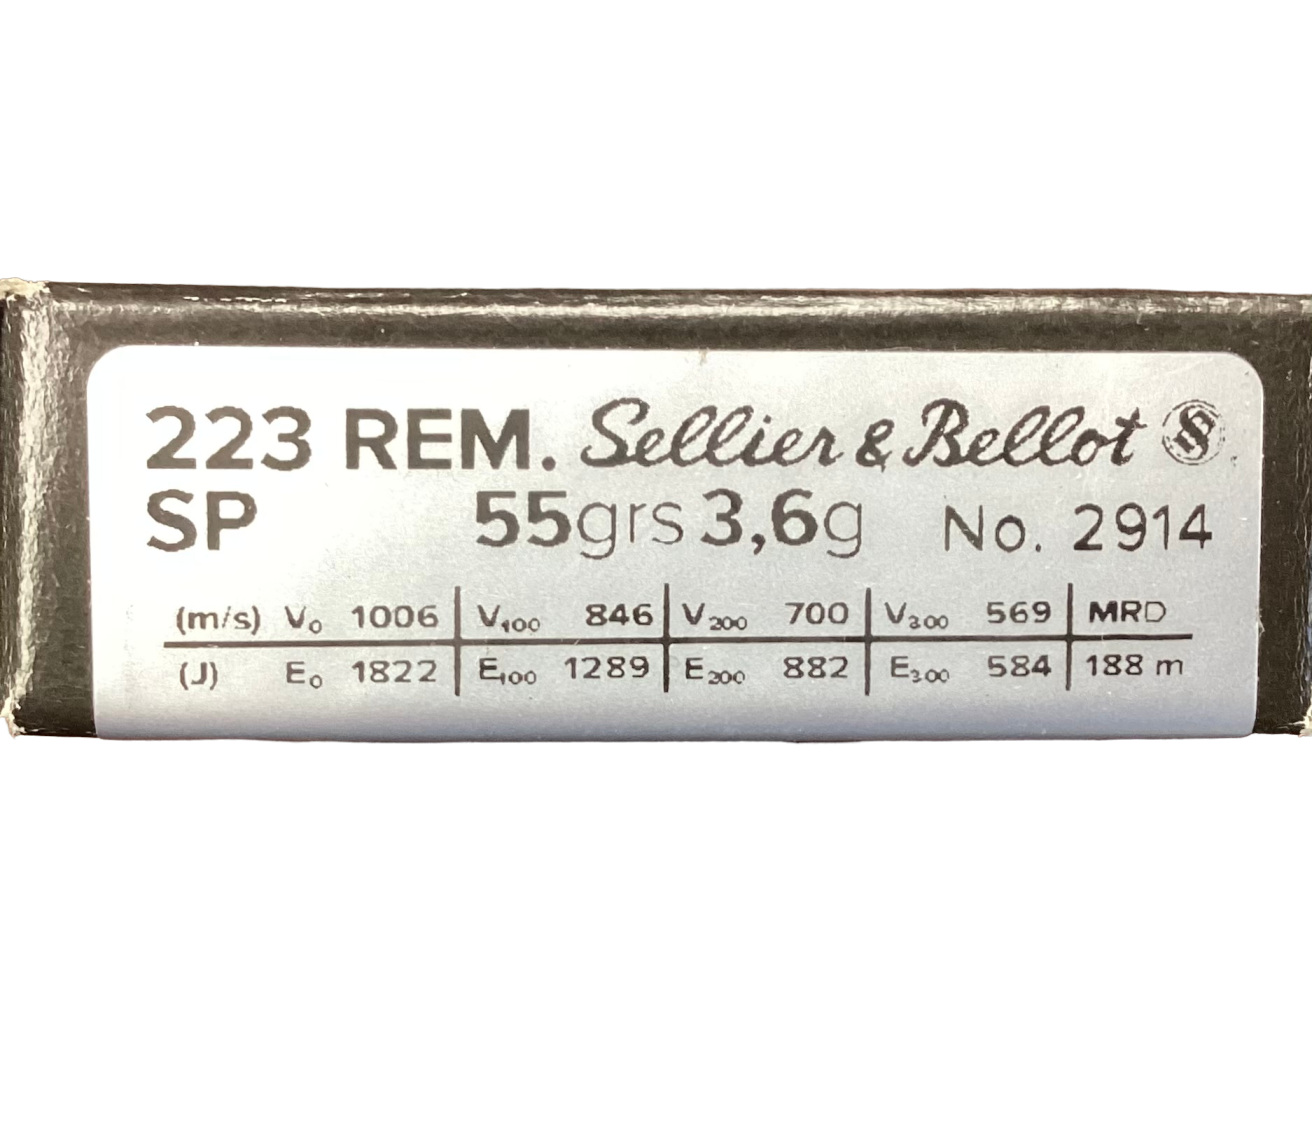 223 REM. Sellier & Bellot
SP 55grs 3,6g No. 2914
(m/s) V₀ 1006 V₁₀₀ 846 V₂₀₀ 700 V₃₀₀ 569 MRD
(J) E₀ 1822 E₁₀₀ 1289 E₂₀₀ 882 E₃₀₀ 584 188 m